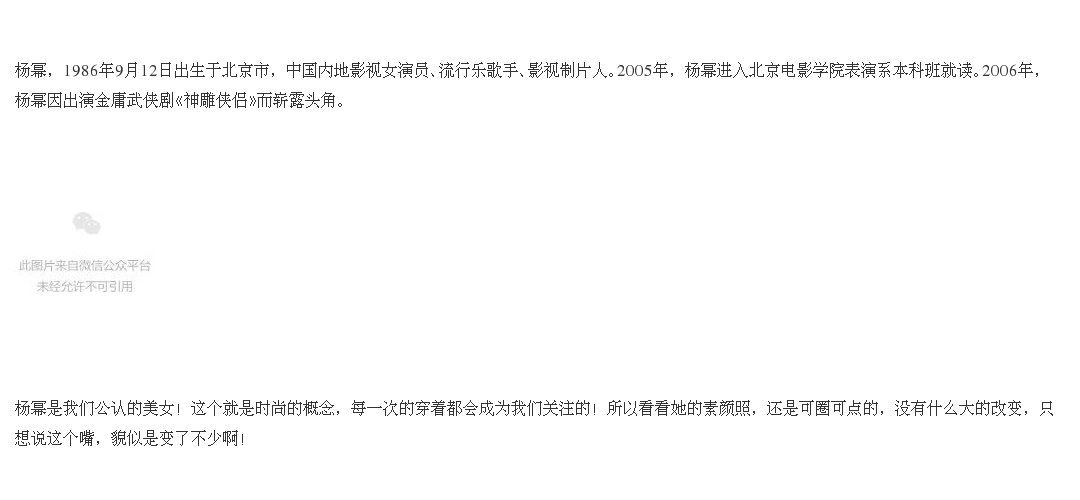 杨幂，1986年9月12日出生于北京市，中国内地影视女演员、流行乐歌手、影视制片人。2005年，杨幂进入北京电影学院表演系本科班就读。2006年，
杨幂因出演金庸武侠剧《神雕侠侣》而崭露头角。
此图片来自微信公众平台
未经允许不可引用
杨幂是我们公认的美女！这个就是时尚的概念，每一次的穿着都会成为我们关注的！所以看看她的素颜照，还是可圈可点的，没有什么大的改变，只
想说这个嘴，貌似是变了不少啊！